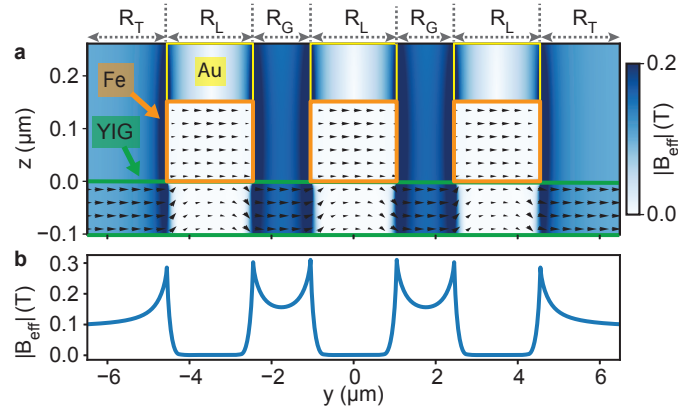 R_T R_L R_G R_L R_G R_L R_T
a
0.2
0.1
0.0
−0.1
z (μm)
Au
Fe
YIG
0.2
0.0
|B_eff| (T)
b
0.3
0.2
0.1
0.0
|B_eff| (T)
−6 −4 −2 0 2 4 6
y (μm)